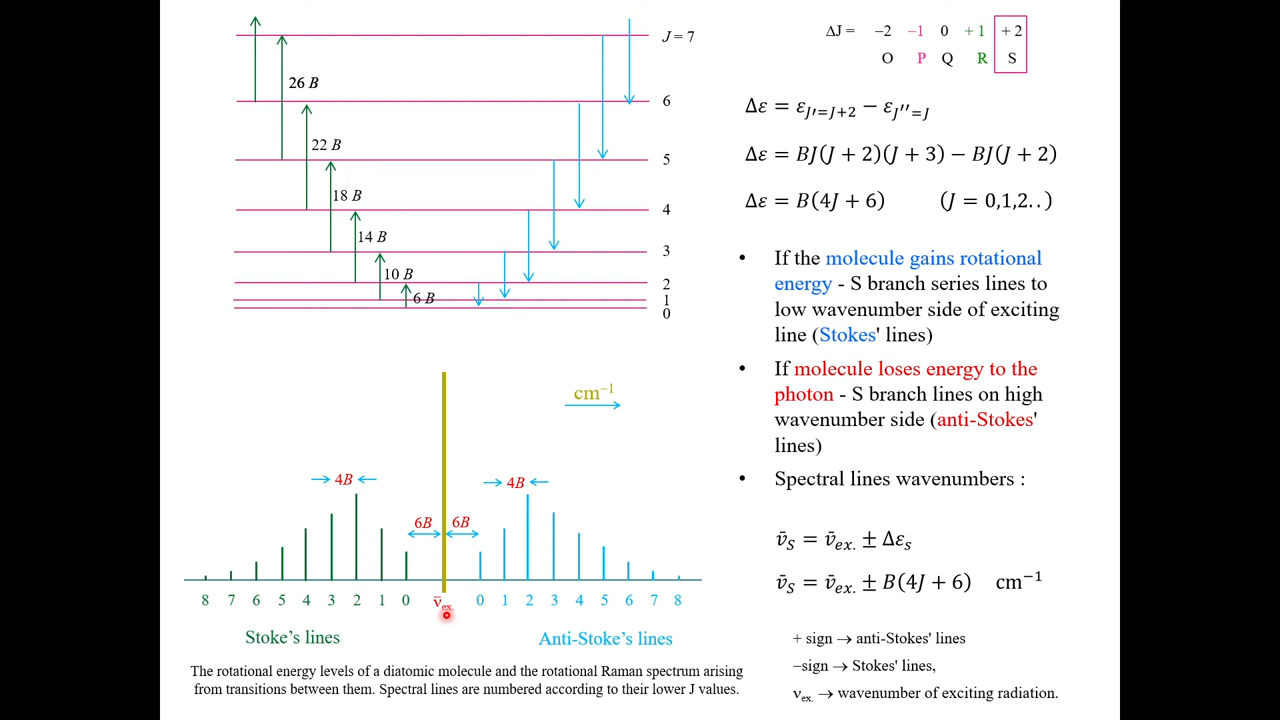 J = 7
6
5
4
3
2
1
0
26 B
22 B
18 B
14 B
10 B
6 B
ΔJ = −2 −1 0 +1 +2
O P Q R S
Δε = ε_{J′=J+2} − ε_{J′′=J}
Δε = BJ(J + 2)(J + 3) − BJ(J + 2)
Δε = B(4J + 6) (J = 0,1,2..)
• If the molecule gains rotational
energy - S branch series lines to
low wavenumber side of exciting
line (Stokes' lines)
• If molecule loses energy to the
photon - S branch lines on high
wavenumber side (anti-Stokes'
lines)
• Spectral lines wavenumbers :
ν̄_S = ν̄_{ex.} ± Δε_s
ν̄_S = ν̄_{ex.} ± B(4J + 6) cm⁻¹
+ sign → anti-Stokes' lines
−sign → Stokes' lines,
ν_{ex.} → wavenumber of exciting radiation.
cm⁻¹
4B 4B
6B 6B
8 7 6 5 4 3 2 1 0 ν̄_{ex.} 0 1 2 3 4 5 6 7 8
Stoke's lines Anti-Stoke's lines
The rotational energy levels of a diatomic molecule and the rotational Raman spectrum arising
from transitions between them. Spectral lines are numbered according to their lower J values.